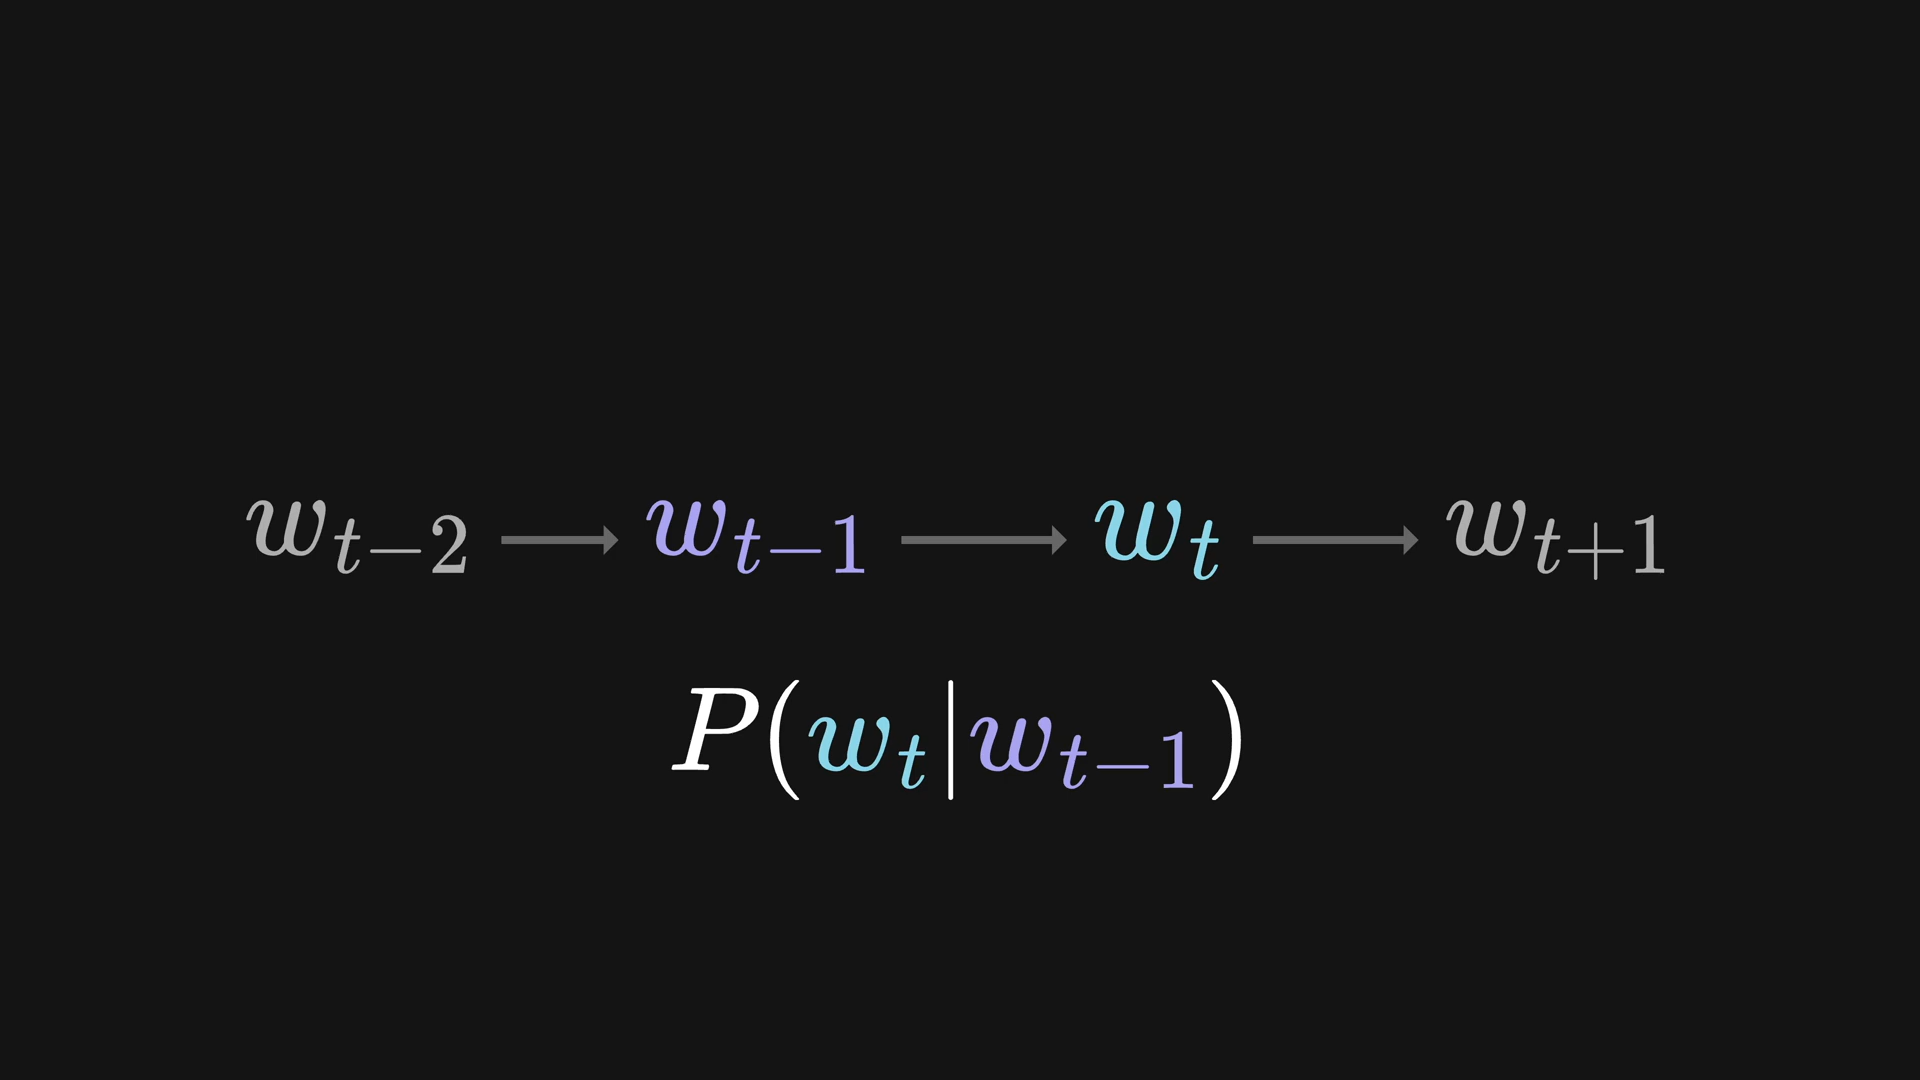 w_{t-2} → w_{t-1} → w_t → w_{t+1}
P(w_t|w_{t-1})